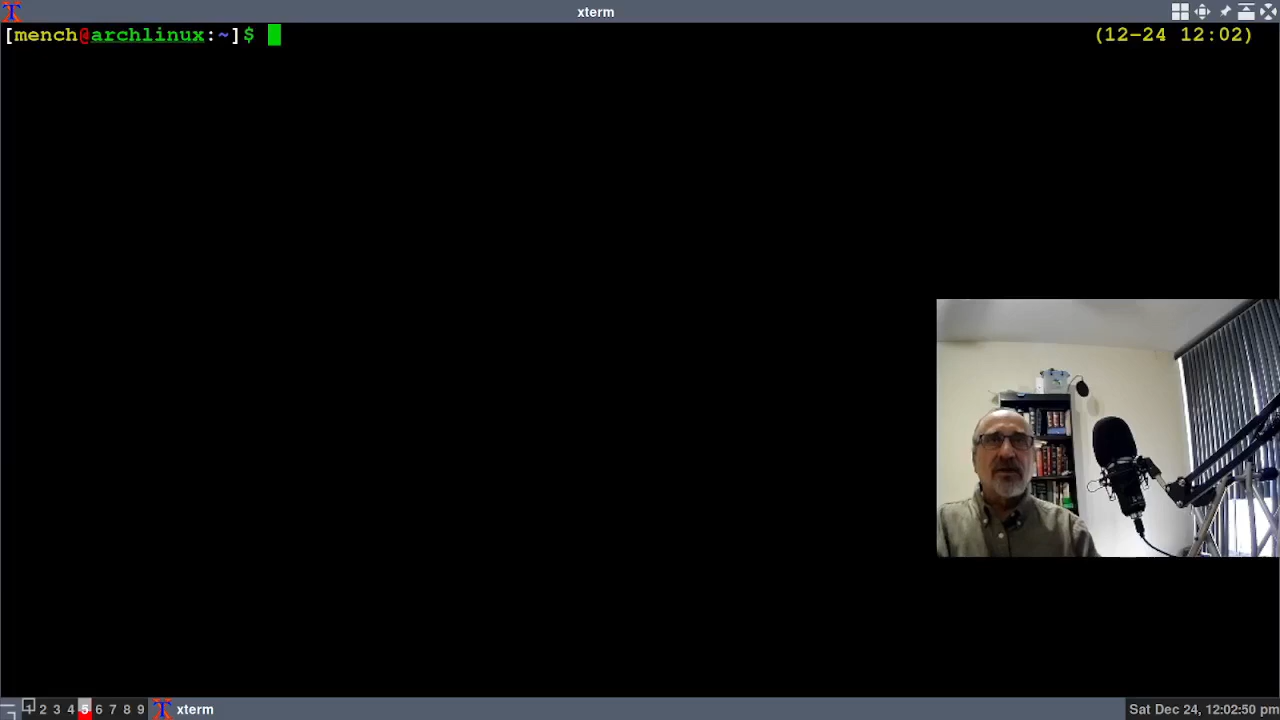 xterm
[mench@archlinux:~]$ (12-24 12:02)
1 2 3 4 5 6 7 8 9 xterm Sat Dec 24, 12:02:50 pm